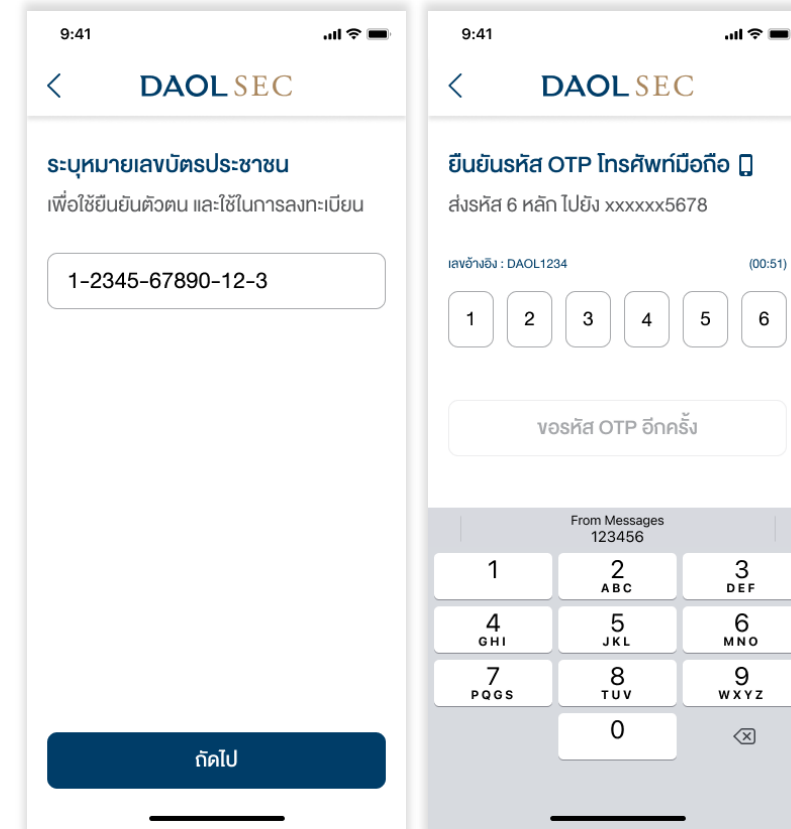 9:41
DAOL SEC
ระบุหมายเลขบัตรประชาชน
เพื่อใช้ยืนยันตัวตน และใช้ในการลงทะเบียน
1-2345-67890-12-3
ถัดไป
9:41
DAOL SEC
ยืนยันรหัส OTP โทรศัพท์มือถือ
ส่งรหัส 6 หลัก ไปยัง xxxxxx5678
เลขอ้างอิง : DAOL1234 (00:51)
1 2 3 4 5 6
ขอรหัส OTP อีกครั้ง
From Messages
123456
1 2 3
ABC DEF
4 5 6
GHI JKL MNO
7 8 9
PQGS TUV WXYZ
0